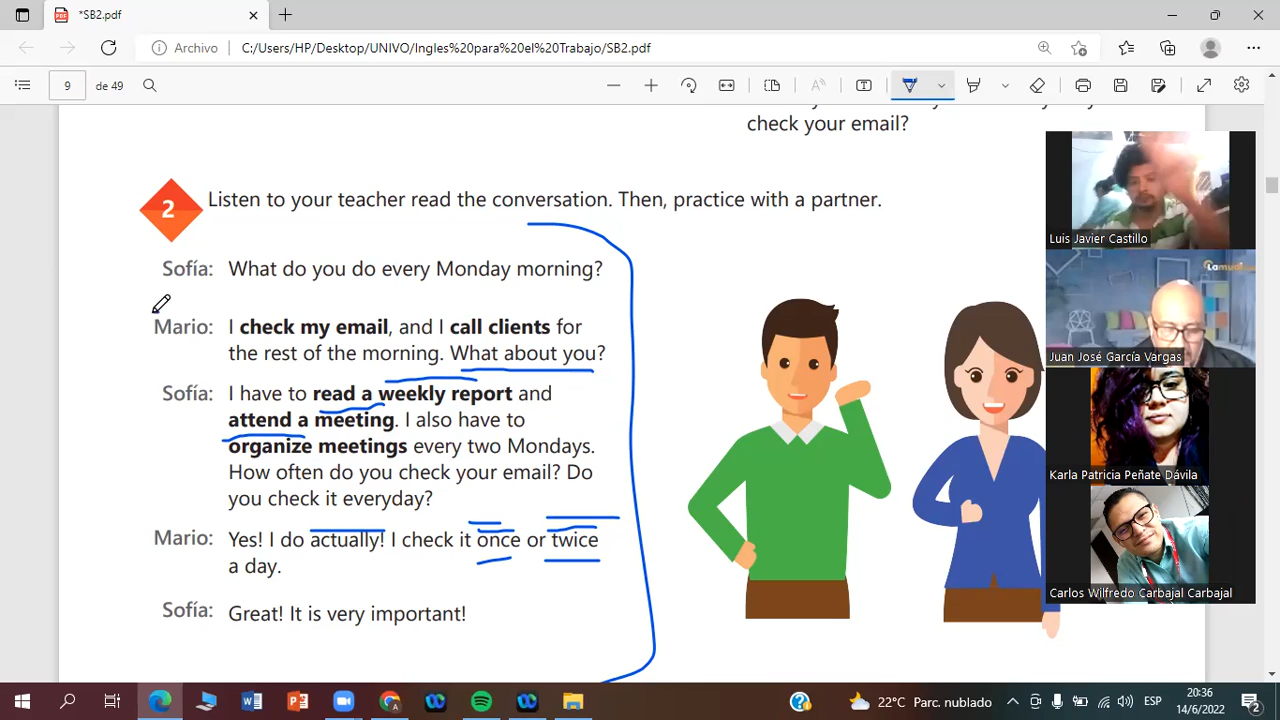 *SB2.pdf
Archivo
C:/Users/HP/Desktop/UNIVO/Ingles%20para%20el%20Trabajo/SB2.pdf
9 de 49
check your email?
2 Listen to your teacher read the conversation. Then, practice with a partner.
Sofía: What do you do every Monday morning?
Mario: I check my email, and I call clients for
the rest of the morning. What about you?
Sofía: I have to read a weekly report and
attend a meeting. I also have to
organize meetings every two Mondays.
How often do you check your email? Do
you check it everyday?
Mario: Yes! I do actually! I check it once or twice
a day.
Sofía: Great! It is very important!
Luis Javier Castillo
Juan José García Vargas
Karla Patricia Peñate Dávila
Carlos Wilfredo Carbajal Carbajal
22°C Parc. nublado
ESP
20:36
14/6/2022
2